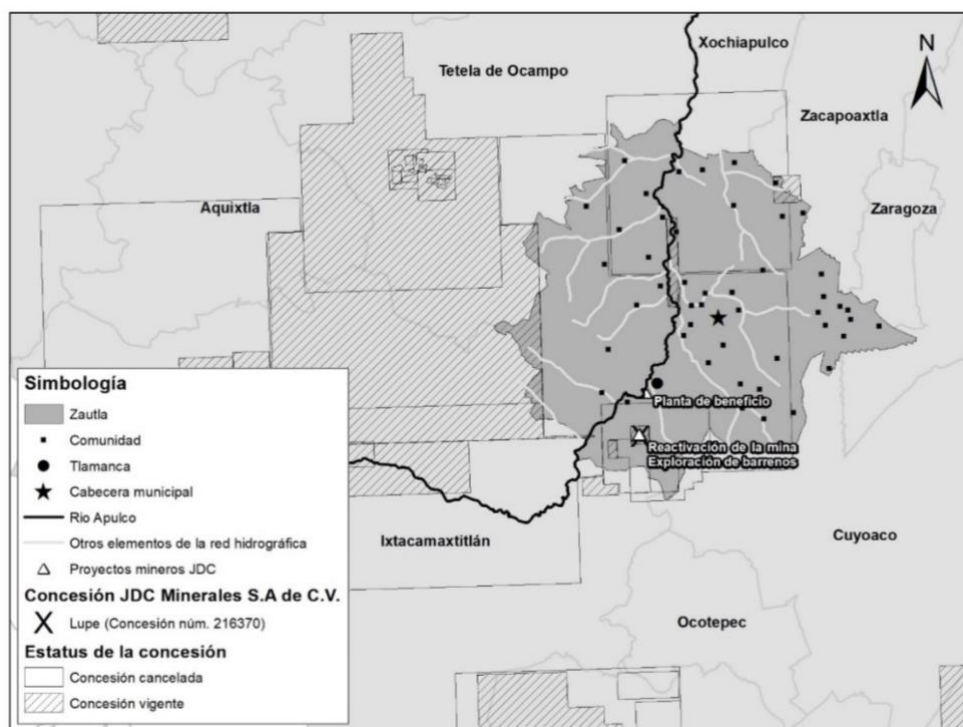 Xochiapulco
N
Tetela de Ocampo
Zacapoaxtla
Aquixtla
Zaragoza
Planta de beneficio
Reactivación de la mina
Exploración de barrenos
Ixtacamaxtitlán
Cuyoaco
Ocotepec
Simbología
Zautla
Comunidad
Tlamanca
Cabecera municipal
Río Apulco
Otros elementos de la red hidrográfica
Proyectos mineros JDC
Concesión JDC Minerales S.A de C.V.
Lupe (Concesión núm. 216370)
Estatus de la concesión
Concesión cancelada
Concesión vigente